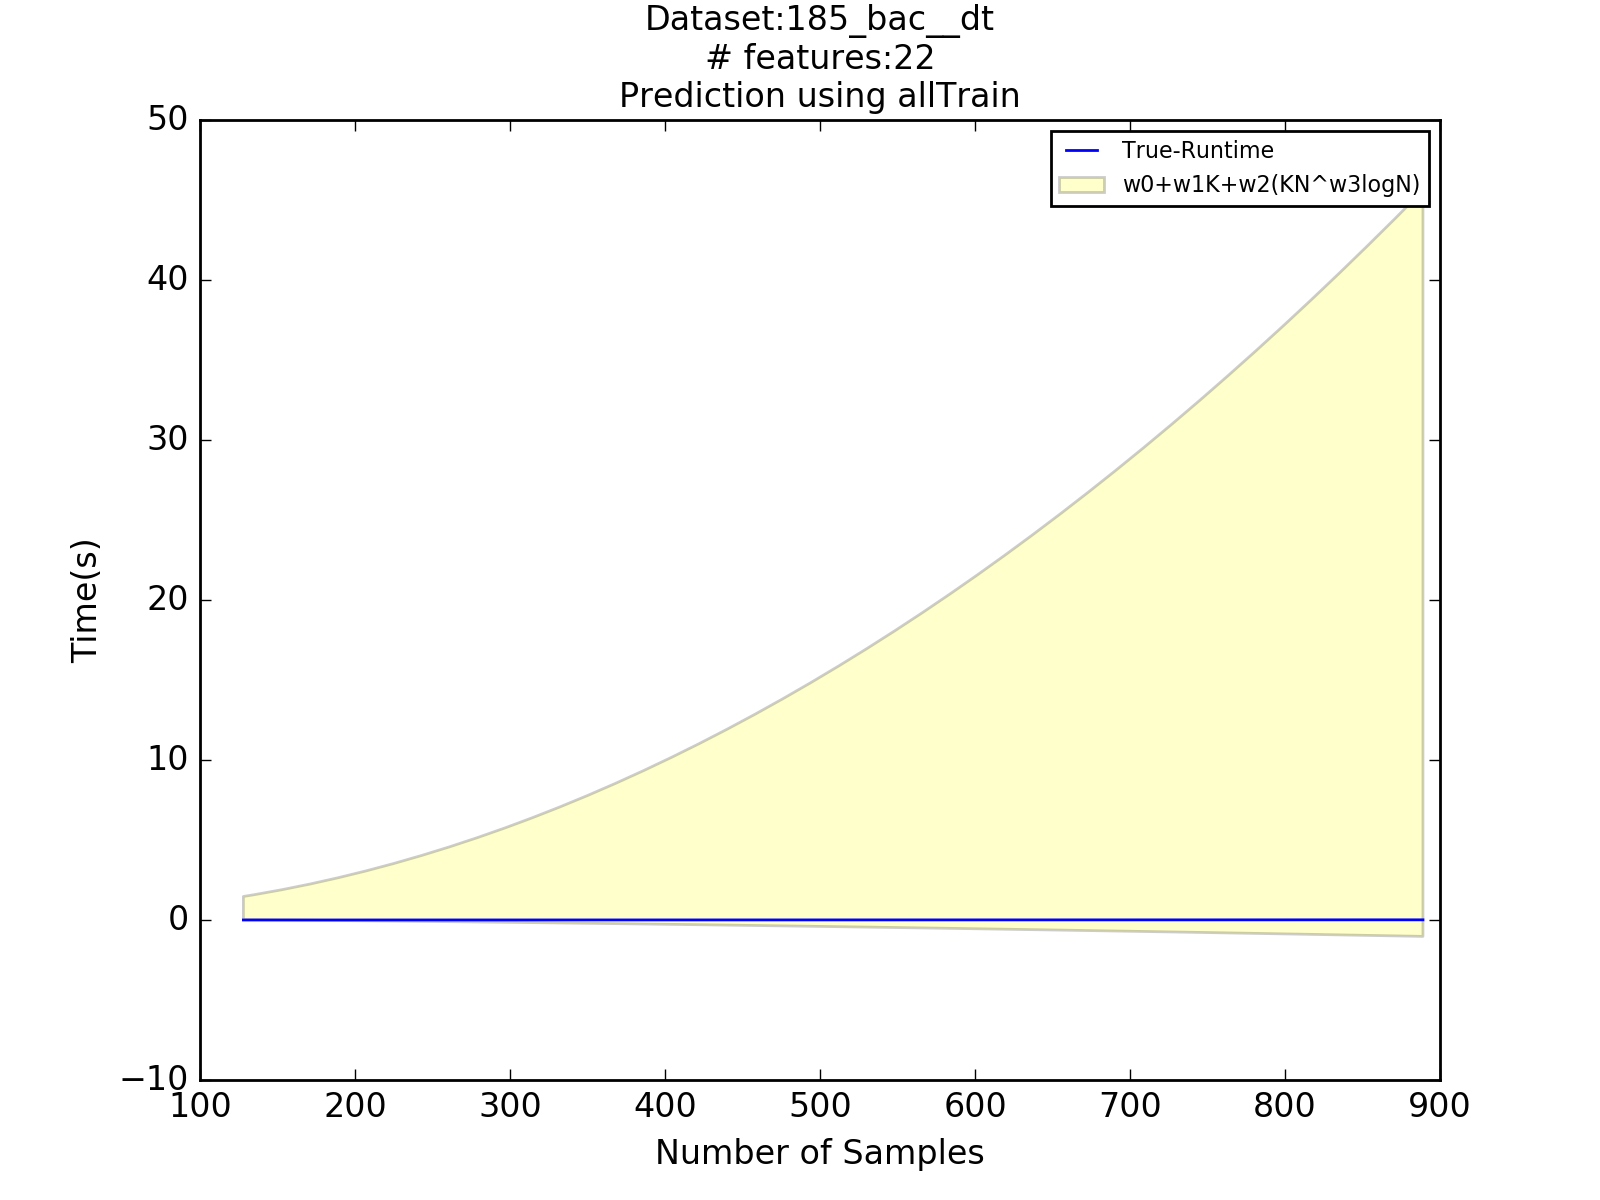 Dataset:185_bac__dt
# features:22
Prediction using allTrain
50
40
30
20
10
0
−10
Time(s)
True-Runtime
w0+w1K+w2(KN^w3logN)
100 200 300 400 500 600 700 800 900
Number of Samples